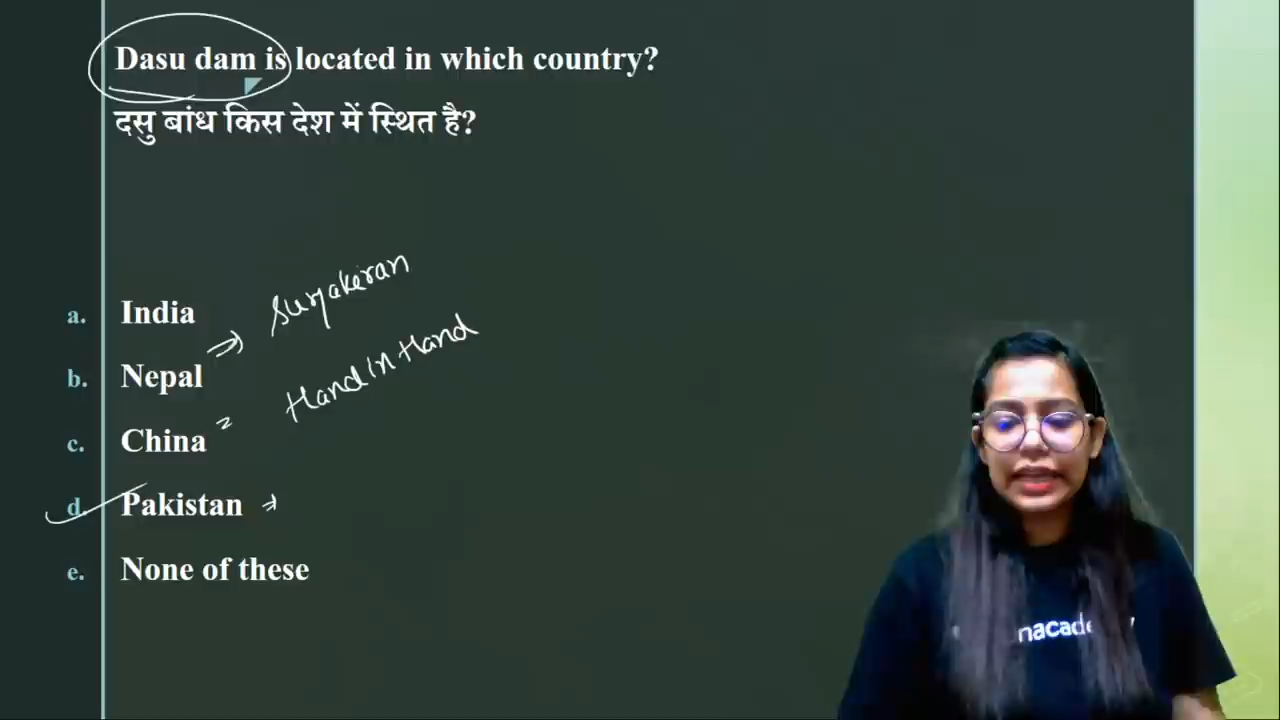 Dasu dam is located in which country?
दसु बांध किस देश में स्थित है?
a. India
Suryakiran
b. Nepal
Hand in Hand
c. China
d. Pakistan
e. None of these
nacade